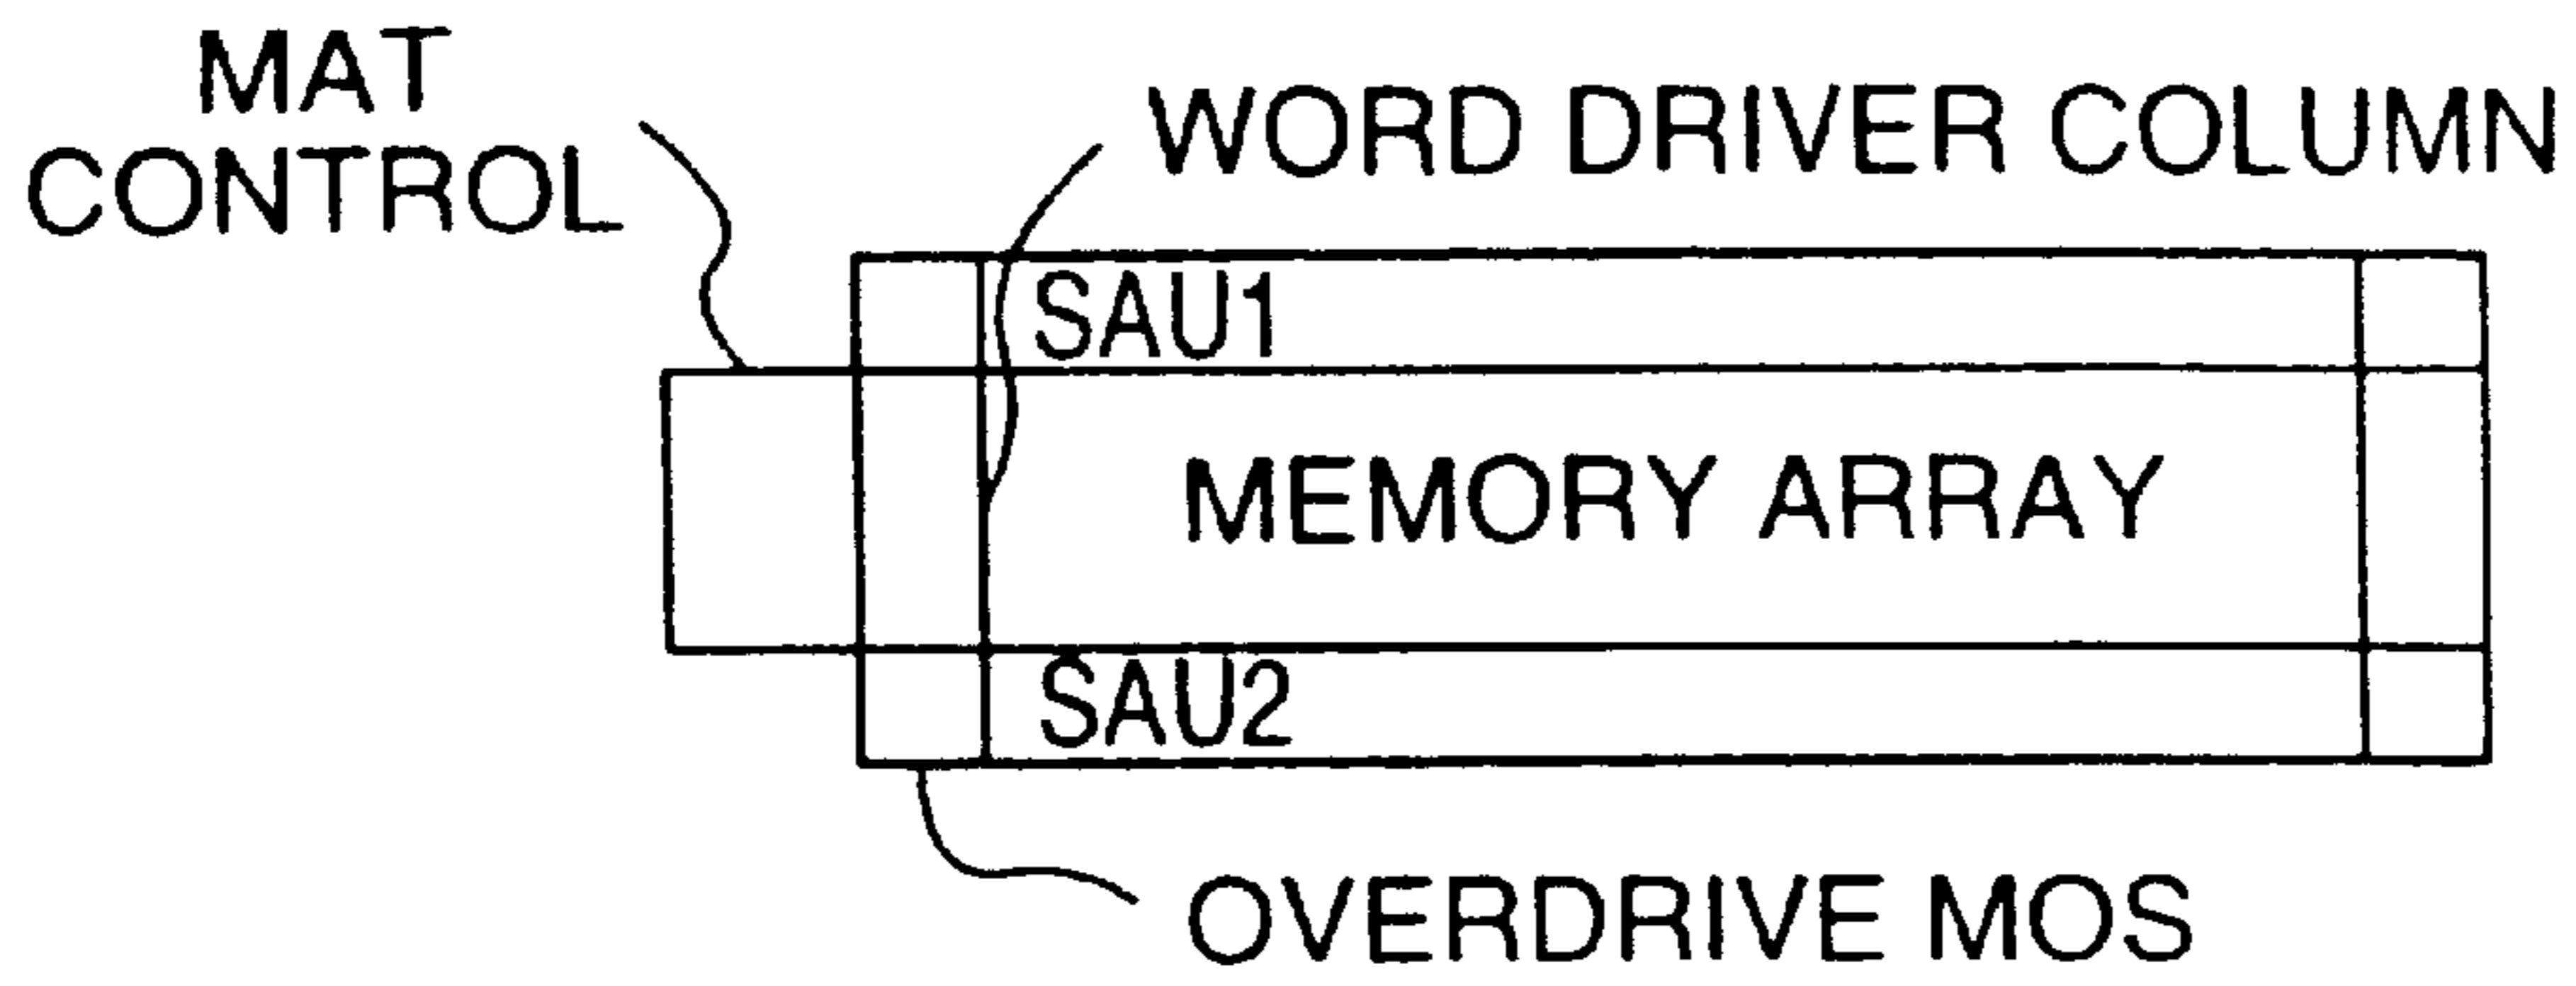 MAT
CONTROL
WORD DRIVER COLUMN
SAU1
MEMORY ARRAY
SAU2
OVERDRIVE MOS